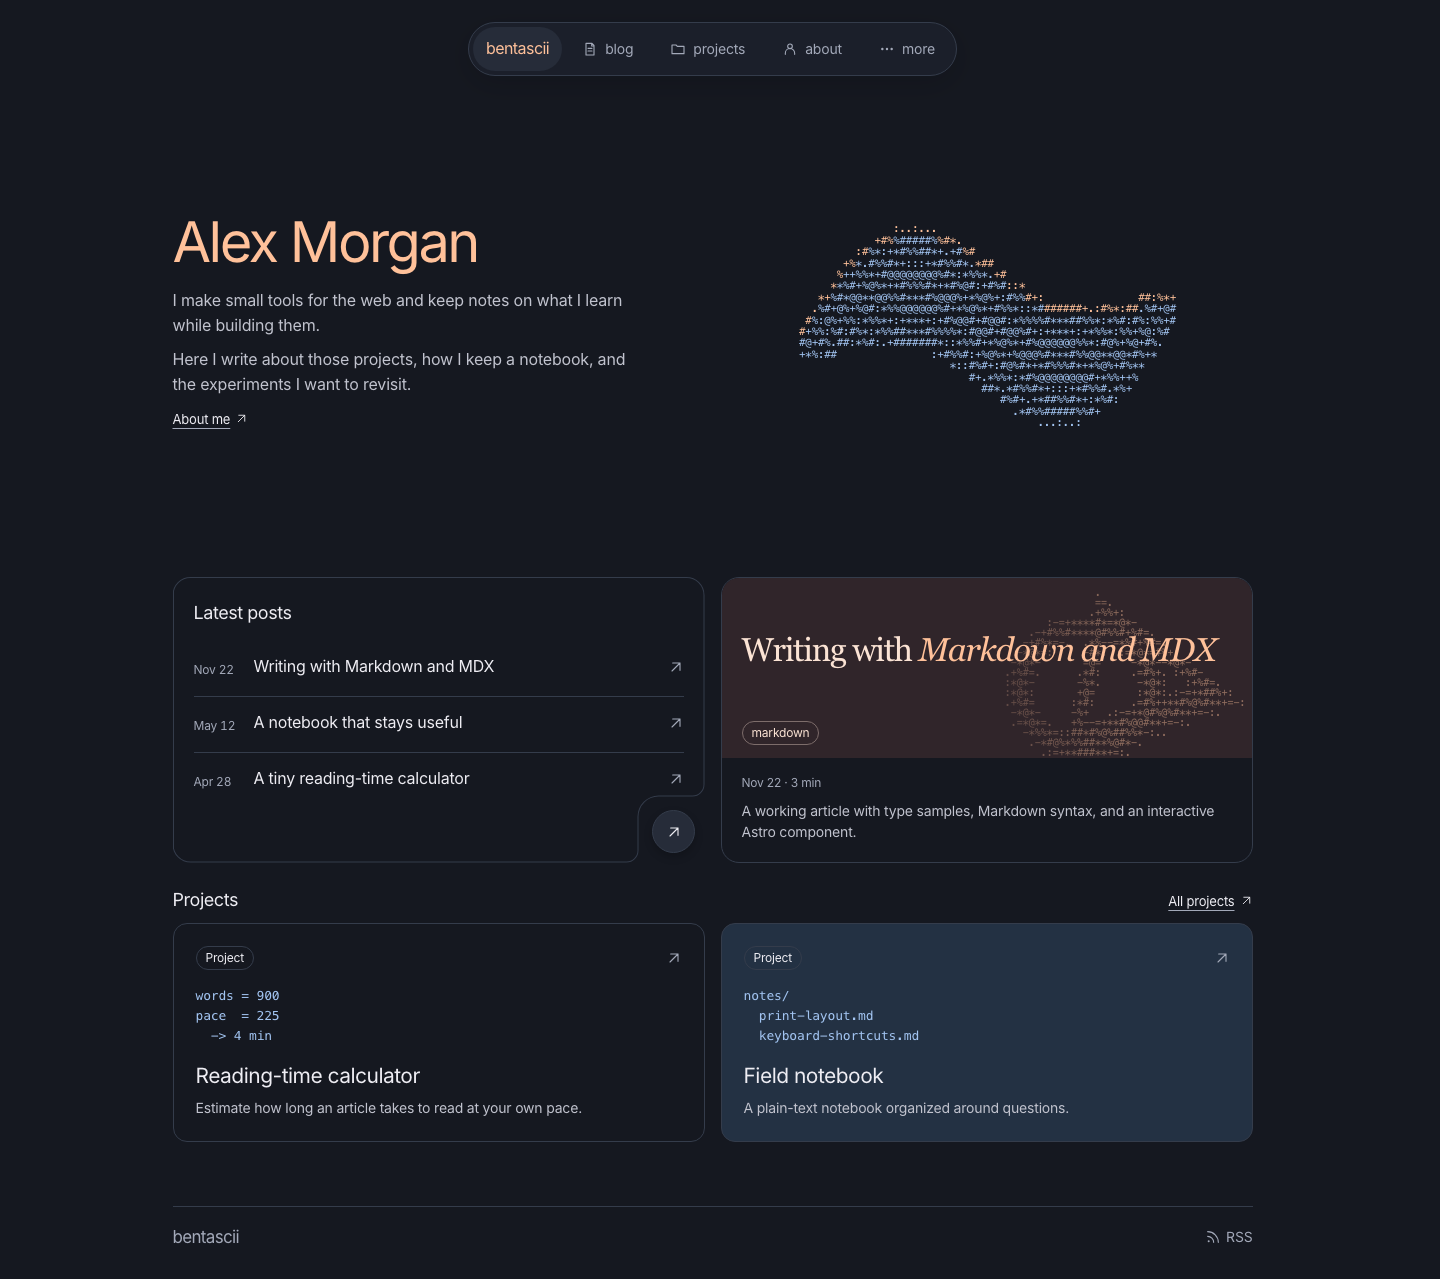 bentascii
blog
projects
about
more
Alex Morgan
I make small tools for the web and keep notes on what I learn
while building them.
Here I write about those projects, how I keep a notebook, and
the experiments I want to revisit.
About me
Latest posts
Nov 22 Writing with Markdown and MDX
May 12 A notebook that stays useful
Apr 28 A tiny reading-time calculator
Writing with Markdown and MDX
markdown
Nov 22 · 3 min
A working article with type samples, Markdown syntax, and an interactive
Astro component.
Projects
All projects
Project
words = 900
pace  = 225
  -> 4 min
Reading-time calculator
Estimate how long an article takes to read at your own pace.
Project
notes/
  print-layout.md
  keyboard-shortcuts.md
Field notebook
A plain-text notebook organized around questions.
bentascii
RSS